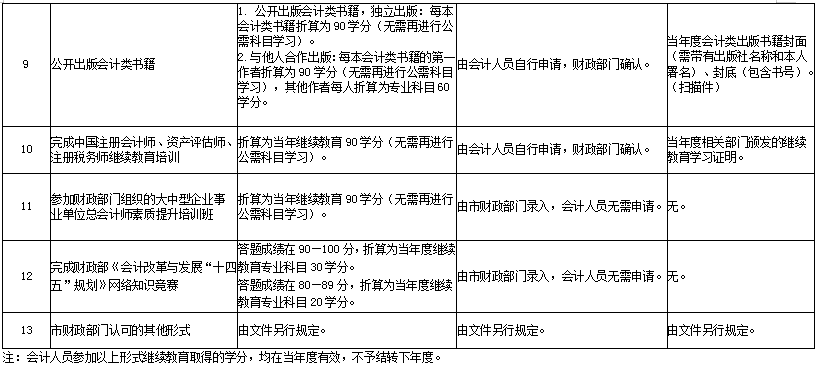 9
公开出版会计类书籍
1. 公开出版会计类书籍，独立出版：每本
会计类书籍折算为90学分（无需再进行公
需科目学习）。
2.与他人合作出版：每本会计类书籍的第一
作者折算为90学分（无需再进行公需科目
学习），其他作者每人折算为专业科目60
学分。
由会计人员自行申请，财政部门确认。
当年度会计类出版书籍封面
（需带有出版社名称和本人
署名）、封底（包含书号）。
（扫描件）
10
完成中国注册会计师、资产评估师、
注册税务师继续教育培训
折算为当年继续教育90学分（无需再进行
公需科目学习）。
由会计人员自行申请，财政部门确认。
当年度相关部门颁发的继续
教育学习证明。
11
参加财政部门组织的大中型企业事
业单位总会计师素质提升培训班
折算为当年继续教育90学分（无需再进行
公需科目学习）。
由市财政部门录入，会计人员无需申请。
无。
12
完成财政部《会计改革与发展“十四
五”规划》网络知识竞赛
答题成绩在90—100分，折算为当年度继续
教育专业科目30学分。
答题成绩在80—89分，折算为当年度继续
教育专业科目20学分。
由市财政部门录入，会计人员无需申请。
无。
13
市财政部门认可的其他形式
由文件另行规定。
由文件另行规定。
由文件另行规定。
注：会计人员参加以上形式继续教育取得的学分，均在当年度有效，不予结转下年度。